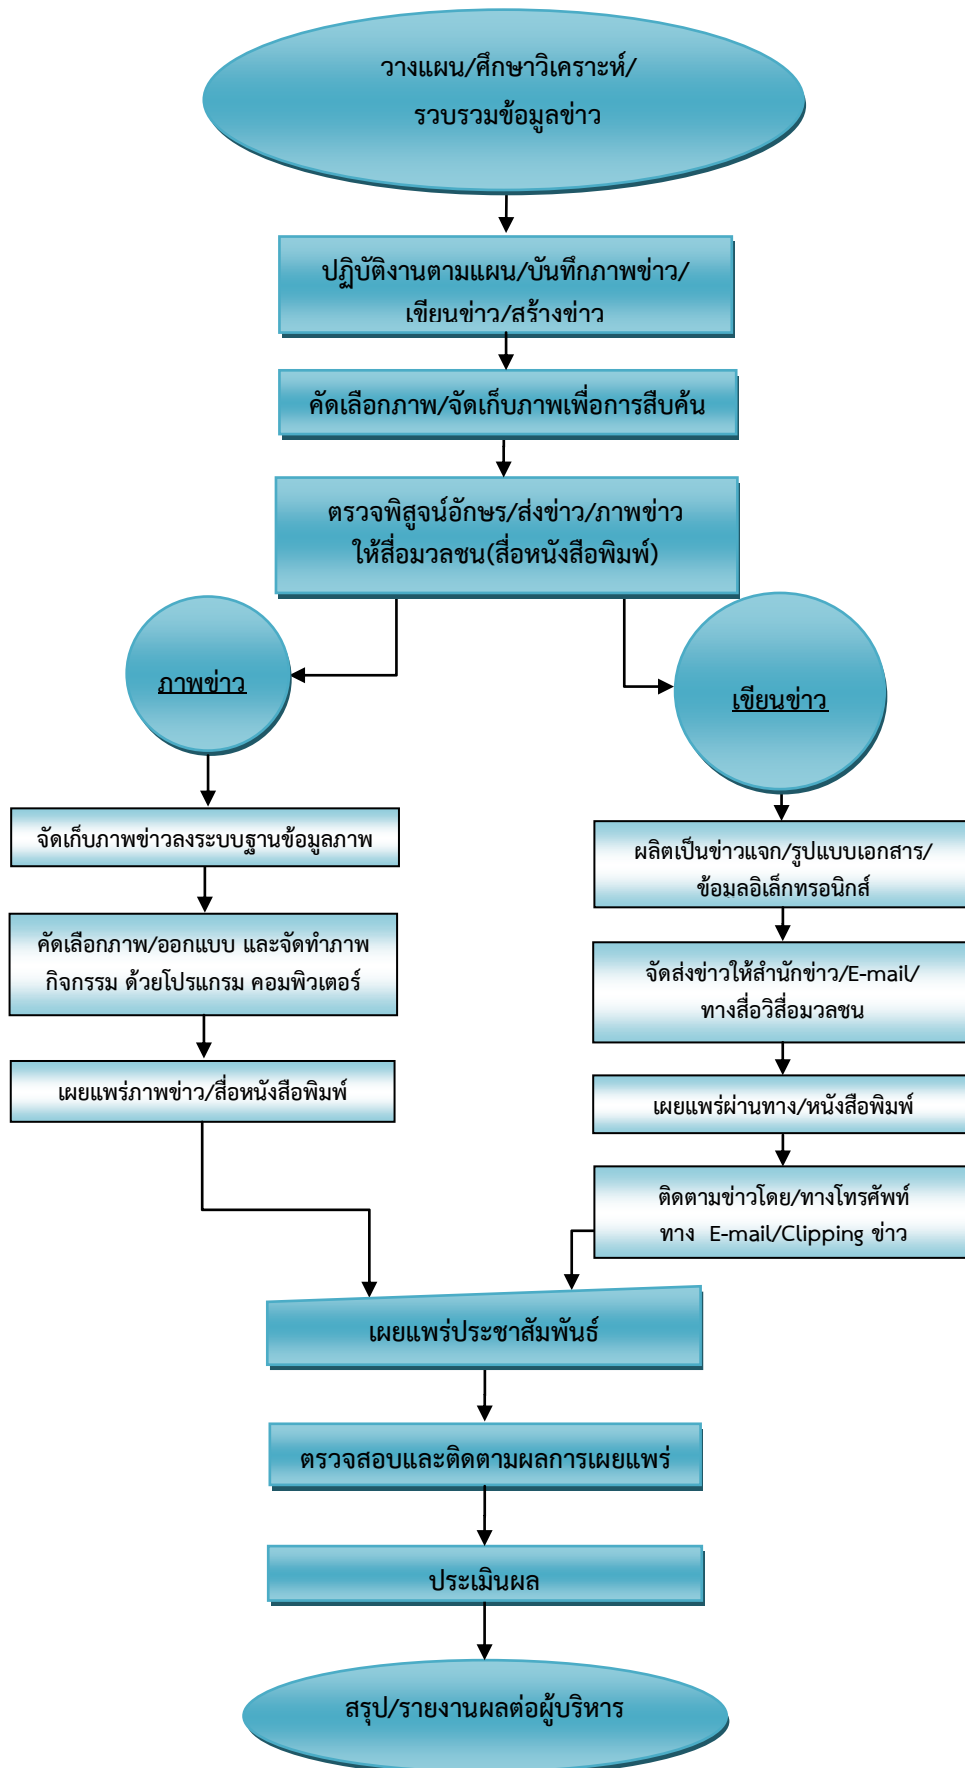 วางแผน/ศึกษาวิเคราะห์/
รวบรวมข้อมูลข่าว
ปฏิบัติงานตามแผน/บันทึกภาพข่าว/
เขียนข่าว/สร้างข่าว
คัดเลือกภาพ/จัดเก็บภาพเพื่อการสืบค้น
ตรวจพิสูจน์อักษร/ส่งข่าว/ภาพข่าว
ให้สื่อมวลชน(สื่อหนังสือพิมพ์)
ภาพข่าว
จัดเก็บภาพข่าวลงระบบฐานข้อมูลภาพ
คัดเลือกภาพ/ออกแบบ และจัดทำภาพ
กิจกรรม ด้วยโปรแกรม คอมพิวเตอร์
เผยแพร่ภาพข่าว/สื่อหนังสือพิมพ์
เขียนข่าว
ผลิตเป็นข่าวแจก/รูปแบบเอกสาร/
ข้อมูลอิเล็กทรอนิกส์
จัดส่งข่าวให้สำนักข่าว/E-mail/
ทางสื่อวิสื่อมวลชน
เผยแพร่ผ่านทาง/หนังสือพิมพ์
ติดตามข่าวโดย/ทางโทรศัพท์
ทาง E-mail/Clipping ข่าว
เผยแพร่ประชาสัมพันธ์
ตรวจสอบและติดตามผลการเผยแพร่
ประเมินผล
สรุป/รายงานผลต่อผู้บริหาร